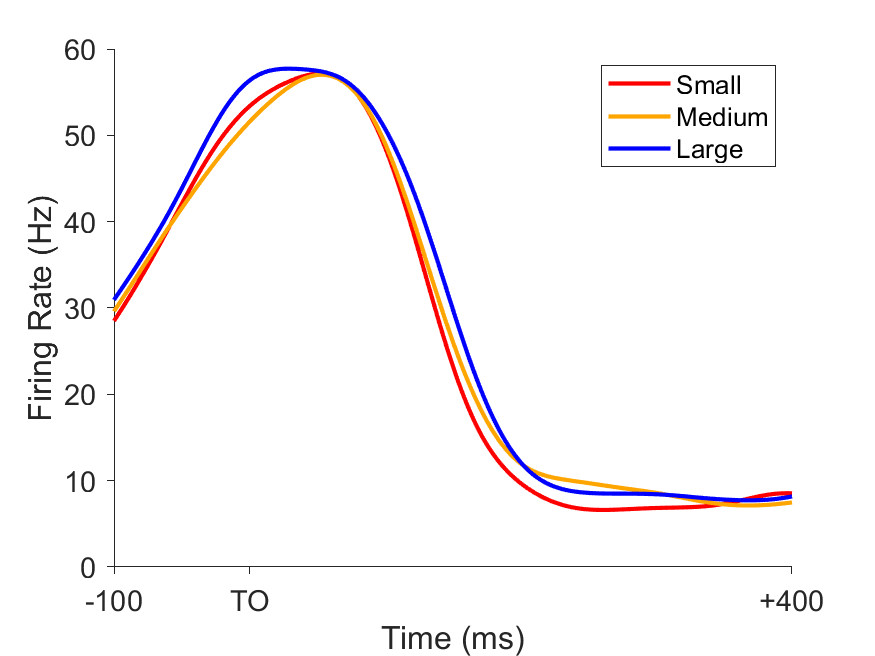 60
50
40
30
20
10
0
Firing Rate (Hz)
Small
Medium
Large
-100 TO +400
Time (ms)